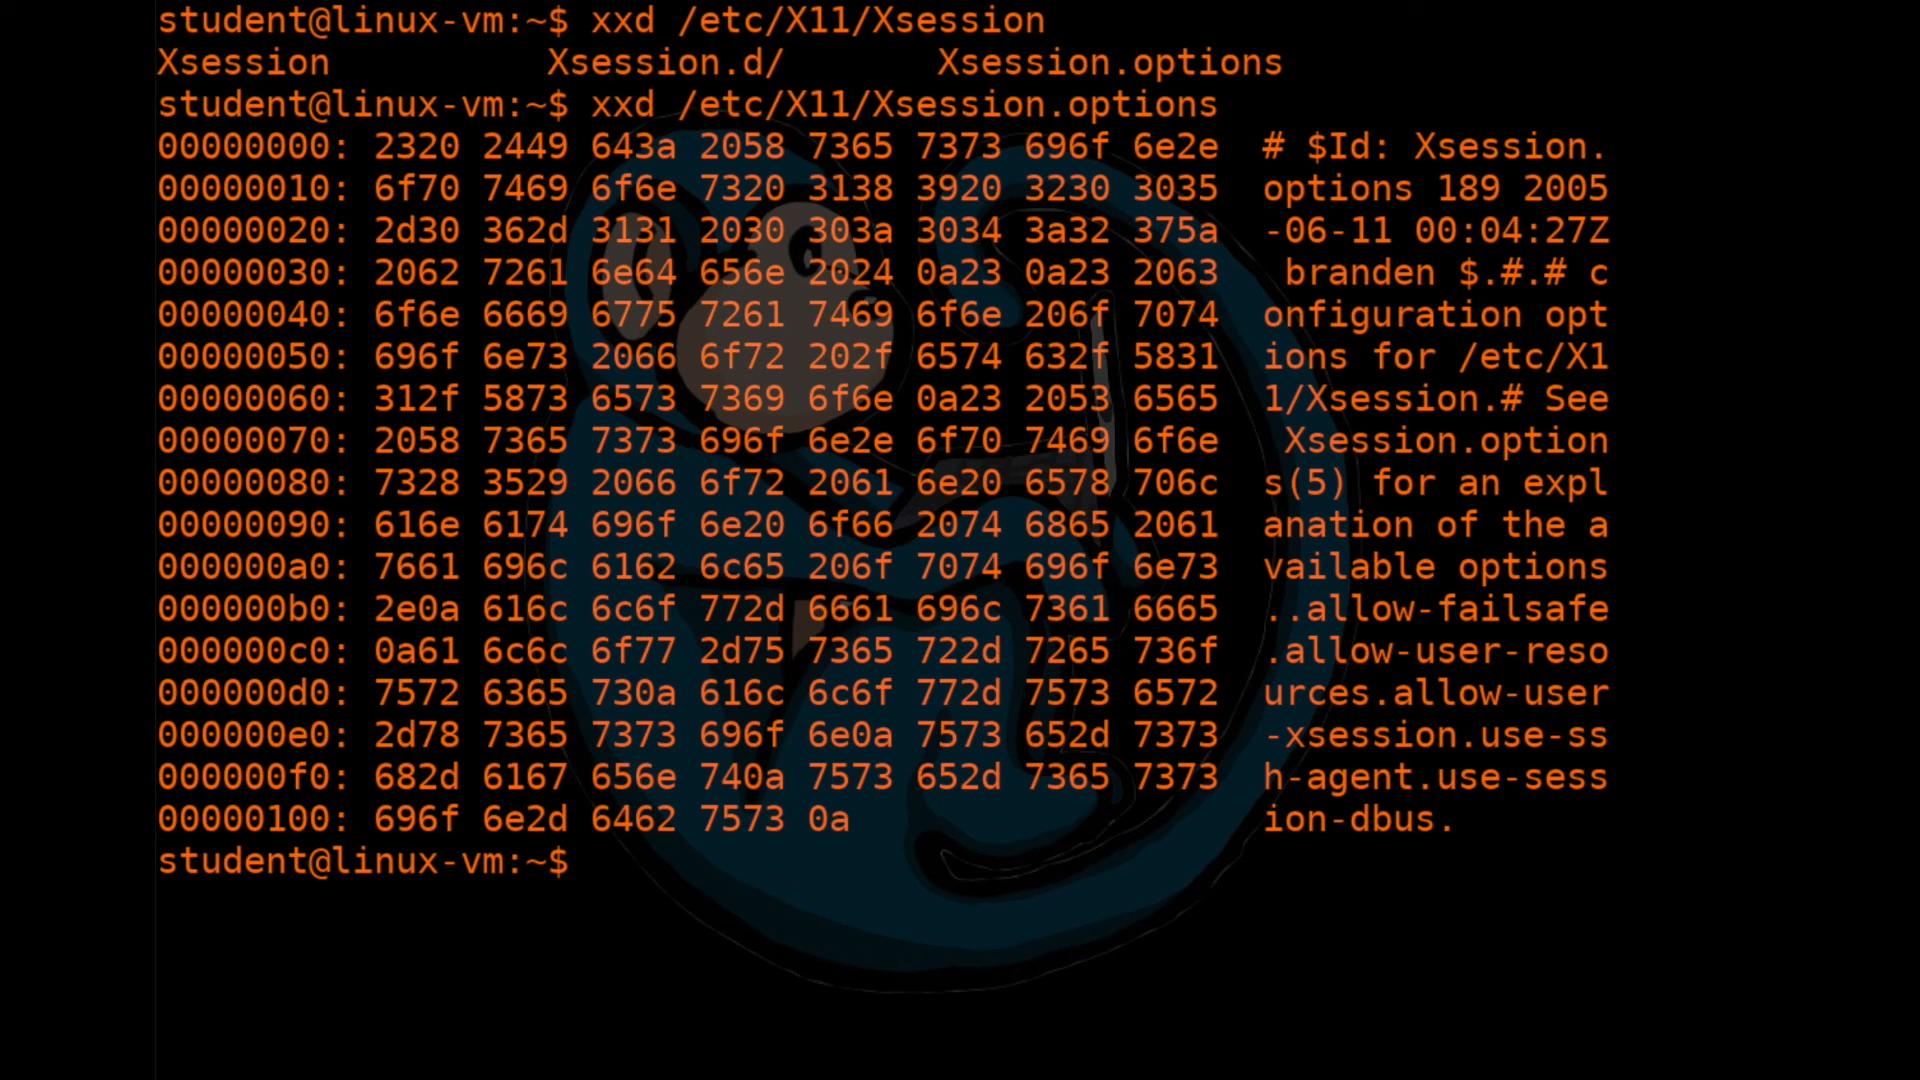 student@linux-vm:~$ xxd /etc/X11/Xsession
Xsession          Xsession.d/       Xsession.options
student@linux-vm:~$ xxd /etc/X11/Xsession.options
00000000: 2320 2449 643a 2058 7365 7373 696f 6e2e  # $Id: Xsession.
00000010: 6f70 7469 6f6e 7320 3138 3920 3230 3035  options 189 2005
00000020: 2d30 362d 3131 2030 303a 3034 3a32 375a  -06-11 00:04:27Z
00000030: 2062 7261 6e64 656e 2024 0a23 0a23 2063   branden $.#.# c
00000040: 6f6e 6669 6775 7261 7469 6f6e 206f 7074  onfiguration opt
00000050: 696f 6e73 2066 6f72 202f 6574 632f 5831  ions for /etc/X1
00000060: 312f 5873 6573 7369 6f6e 0a23 2053 6565  1/Xsession.# See
00000070: 2058 7365 7373 696f 6e2e 6f70 7469 6f6e   Xsession.option
00000080: 7328 3529 2066 6f72 2061 6e20 6578 706c  s(5) for an expl
00000090: 616e 6174 696f 6e20 6f66 2074 6865 2061  anation of the a
000000a0: 7661 696c 6162 6c65 206f 7074 696f 6e73  vailable options
000000b0: 2e0a 616c 6c6f 772d 6661 696c 7361 6665  ..allow-failsafe
000000c0: 0a61 6c6c 6f77 2d75 7365 722d 7265 736f  .allow-user-reso
000000d0: 7572 6365 730a 616c 6c6f 772d 7573 6572  urces.allow-user
000000e0: 2d78 7365 7373 696f 6e0a 7573 652d 7373  -xsession.use-ss
000000f0: 682d 6167 656e 740a 7573 652d 7365 7373  h-agent.use-sess
00000100: 696f 6e2d 6462 7573 0a                   ion-dbus.
student@linux-vm:~$